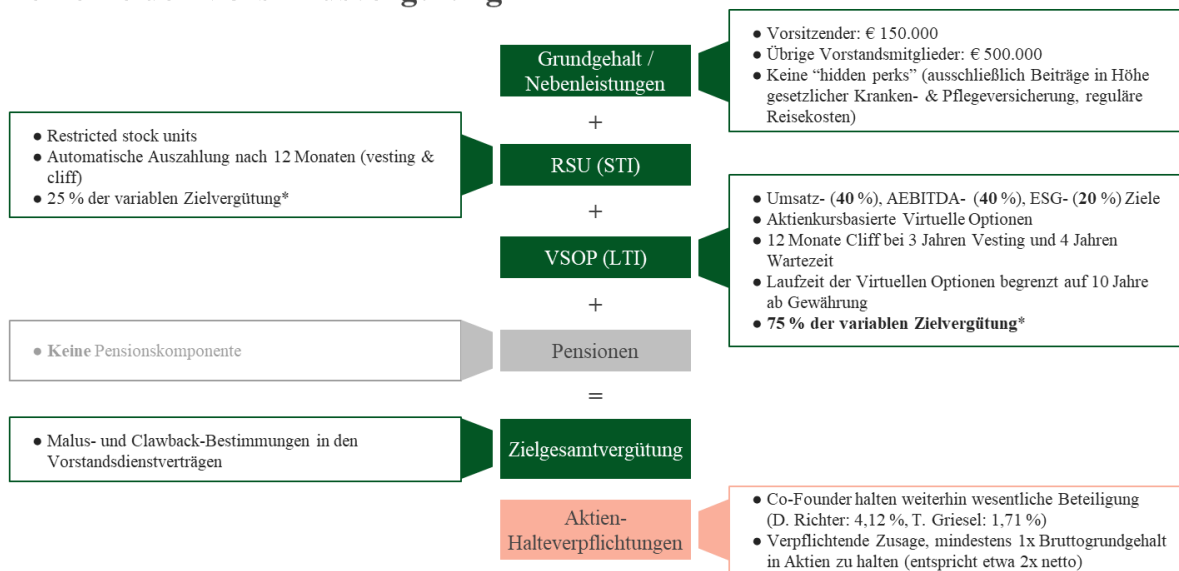 Grundgehalt /
Nebenleistungen
● Vorsitzender: € 150.000
● Übrige Vorstandsmitglieder: € 500.000
● Keine “hidden perks” (ausschließlich Beiträge in Höhe
gesetzlicher Kranken- & Pflegeversicherung, reguläre
Reisekosten)
+
● Restricted stock units
● Automatische Auszahlung nach 12 Monaten (vesting &
cliff)
● 25 % der variablen Zielvergütung*
RSU (STI)
+
VSOP (LTI)
● Umsatz- (40 %), AEBITDA- (40 %), ESG- (20 %) Ziele
● Aktienkursbasierte Virtuelle Optionen
● 12 Monate Cliff bei 3 Jahren Vesting und 4 Jahren
Wartezeit
● Laufzeit der Virtuellen Optionen begrenzt auf 10 Jahre
ab Gewährung
● 75 % der variablen Zielvergütung*
+
● Keine Pensionskomponente
Pensionen
=
● Malus- und Clawback-Bestimmungen in den
Vorstandsdienstverträgen
Zielgesamtvergütung
Aktien-
Halteverpflichtungen
● Co-Founder halten weiterhin wesentliche Beteiligung
(D. Richter: 4,12 %, T. Griesel: 1,71 %)
● Verpflichtende Zusage, mindestens 1x Bruttogrundgehalt
in Aktien zu halten (entspricht etwa 2x netto)